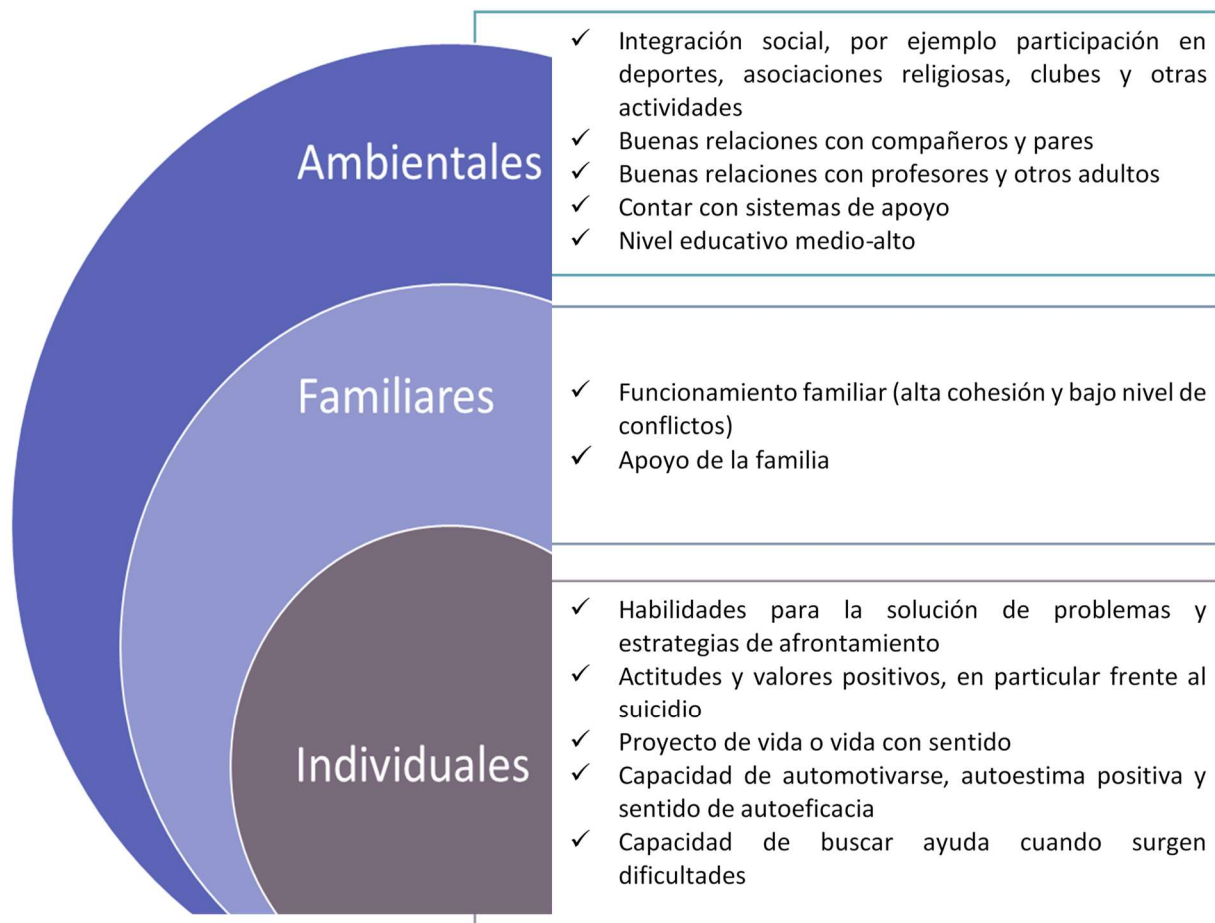 Ambientales
✓ Integración social, por ejemplo participación en
deportes, asociaciones religiosas, clubes y otras
actividades
✓ Buenas relaciones con compañeros y pares
✓ Buenas relaciones con profesores y otros adultos
✓ Contar con sistemas de apoyo
✓ Nivel educativo medio-alto
Familiares
✓ Funcionamiento familiar (alta cohesión y bajo nivel de
conflictos)
✓ Apoyo de la familia
Individuales
✓ Habilidades para la solución de problemas y
estrategias de afrontamiento
✓ Actitudes y valores positivos, en particular frente al
suicidio
✓ Proyecto de vida o vida con sentido
✓ Capacidad de automotivarse, autoestima positiva y
sentido de autoeficacia
✓ Capacidad de buscar ayuda cuando surgen
dificultades